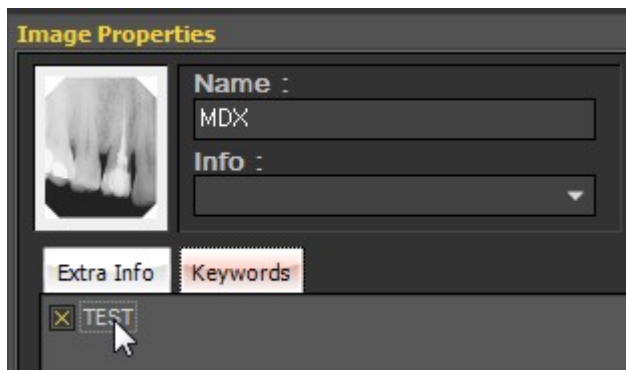 Image Properties
Name :
MDX
Info :
Extra Info Keywords
TEST